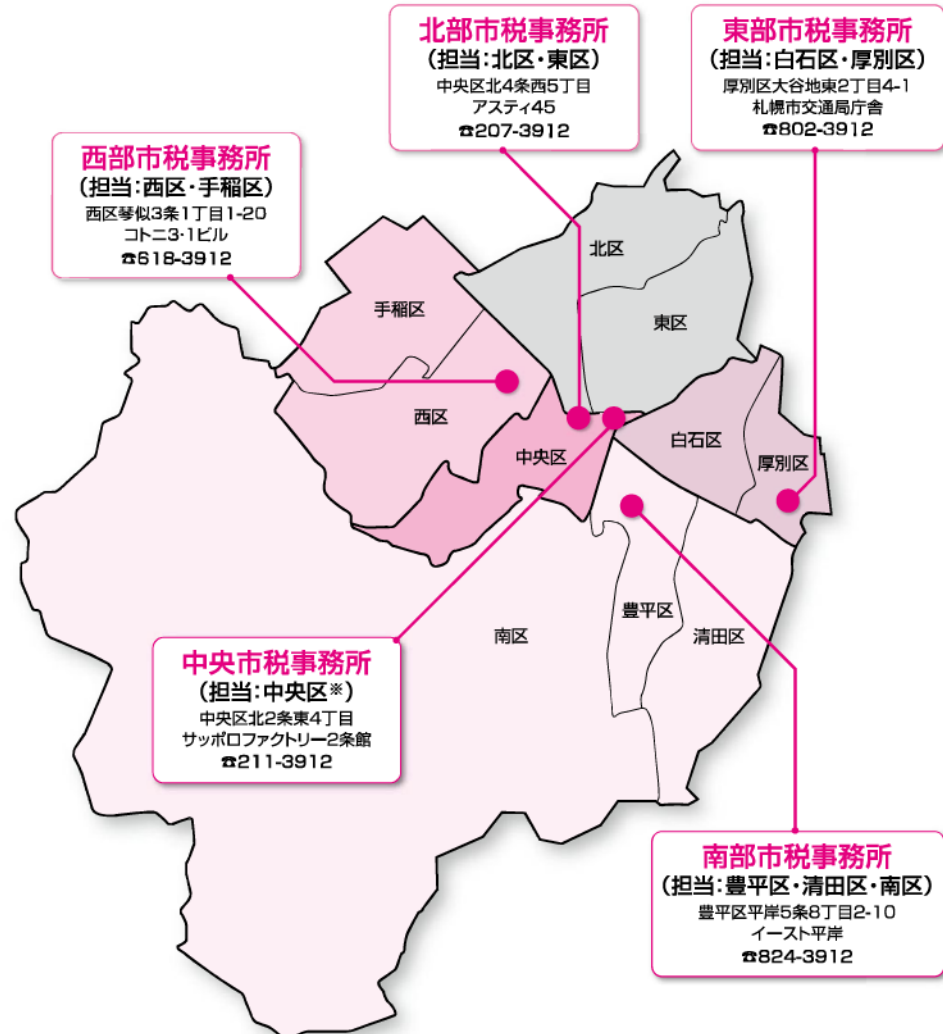 北部市税事務所
(担当:北区・東区)
中央区北4条西5丁目
アスティ45
☎207-3912
東部市税事務所
(担当:白石区・厚別区)
厚別区大谷地東2丁目4-1
札幌市交通局庁舎
☎802-3912
西部市税事務所
(担当:西区・手稲区)
西区琴似3条1丁目1-20
コトニ3・1ビル
☎618-3912
北区
東区
手稲区
西区
中央区
白石区
厚別区
豊平区
南区
清田区
中央市税事務所
(担当:中央区※)
中央区北2条東4丁目
サッポロファクトリー2条館
☎211-3912
南部市税事務所
(担当:豊平区・清田区・南区)
豊平区平岸5条8丁目2-10
イースト平岸
☎824-3912